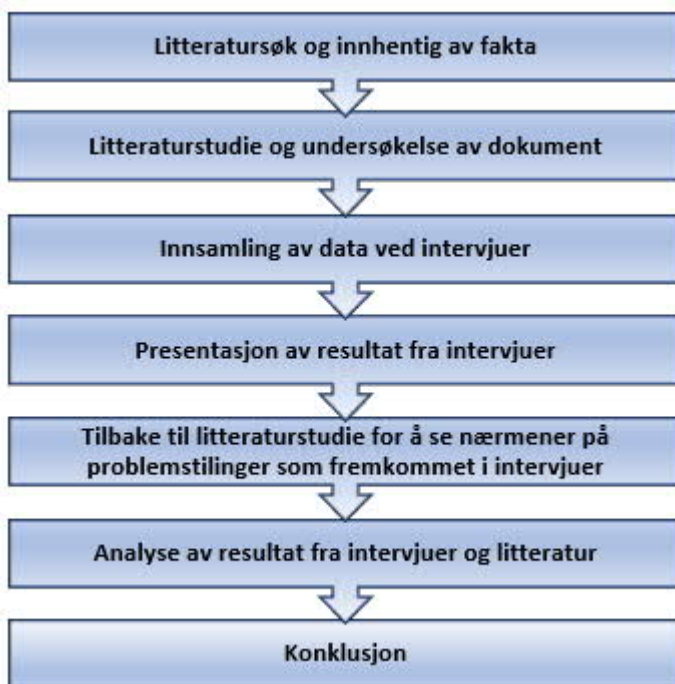 Litteratursøk og innhentig av fakta
Litteraturstudie og undersøkelse av dokument
Innsamling av data ved intervjuer
Presentasjon av resultat fra intervjuer
Tilbake til litteraturstudie for å se nærmener på
problemstilinger som fremkommet i intervjuer
Analyse av resultat fra intervjuer og litteratur
Konklusjon